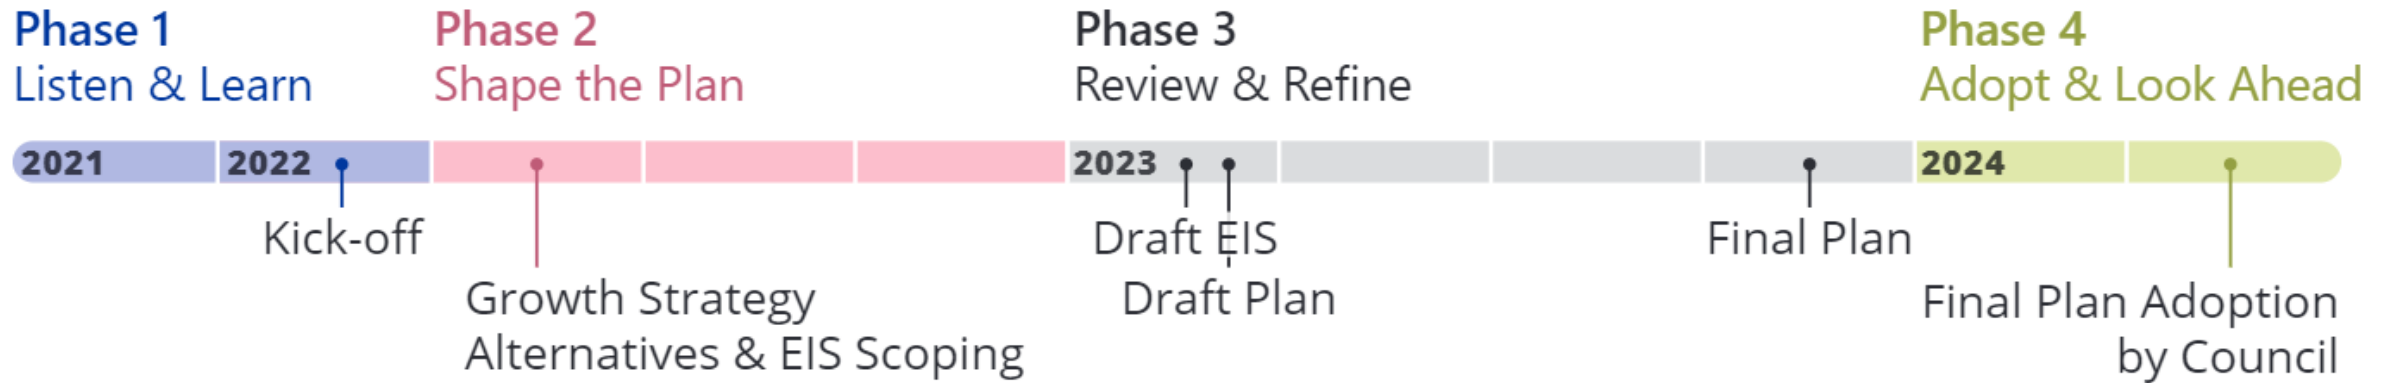 Phase 1
Listen & Learn
Phase 2
Shape the Plan
Phase 3
Review & Refine
Phase 4
Adopt & Look Ahead
2021
2022
2023
2024
Kick-off
Growth Strategy
Alternatives & EIS Scoping
Draft EIS
Draft Plan
Final Plan
Final Plan Adoption
by Council